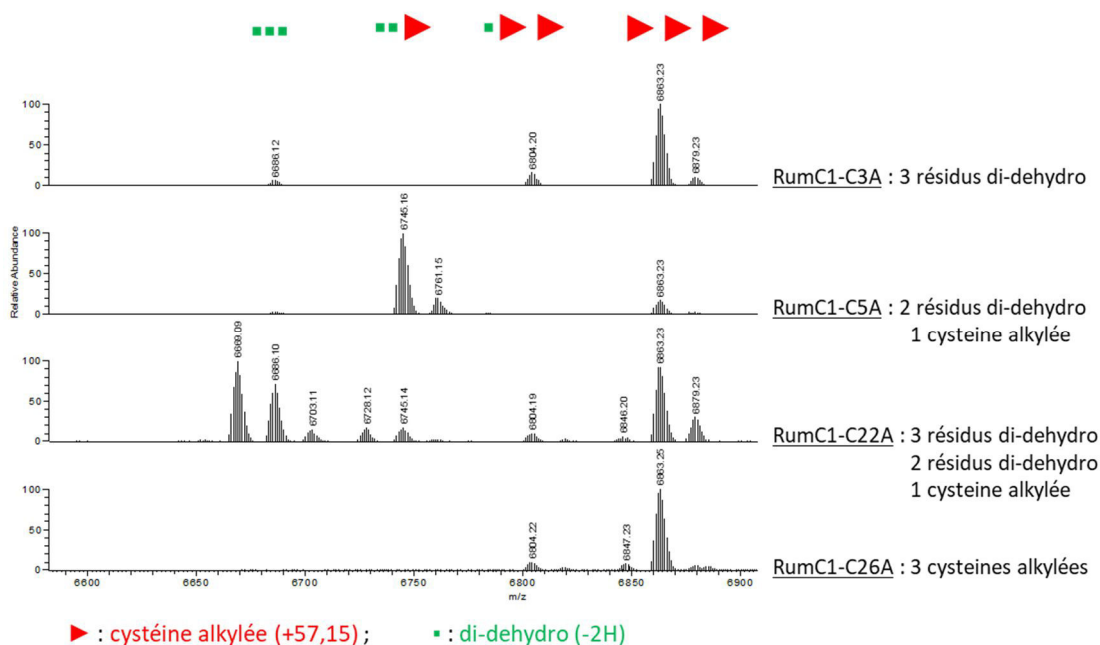 100
50
0
6686.12
6804.20
6863.23
6879.23
RumC1-C3A : 3 résidus di-dehydro
Relative Abundance
100
50
0
6745.16
6761.15
6863.23
RumC1-C5A : 2 résidus di-dehydro
1 cysteine alkylée
100
50
0
6669.09
6686.10
6703.11
6728.12
6745.14
6804.19
6846.20
6863.23
6879.23
RumC1-C22A : 3 résidus di-dehydro
2 résidus di-dehydro
1 cysteine alkylée
100
50
0
6804.22
6847.23
6863.25
RumC1-C26A : 3 cysteines alkylées
6600 6650 6700 6750 6800 6850 6900
m/z
: cystéine alkylée (+57,15) ; : di-dehydro (-2H)